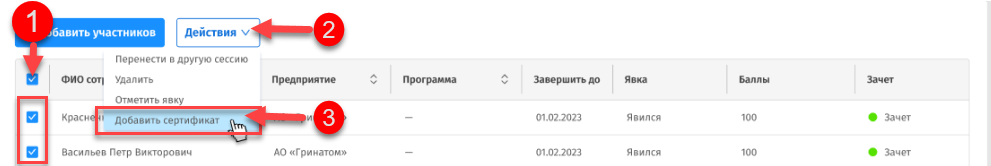 1
обавить участников
Действия
2
Перенести в другую сессию
ФИО сот
Удалить
Предприятие
Программа
Завершить до
Явка
Баллы
Зачет
Отметить явку
Добавить сертификат
3
Красне
—
01.02.2023
Явился
100
Зачет
Васильев Петр Викторович
АО «Гринатом»
—
01.02.2023
Явился
100
Зачет